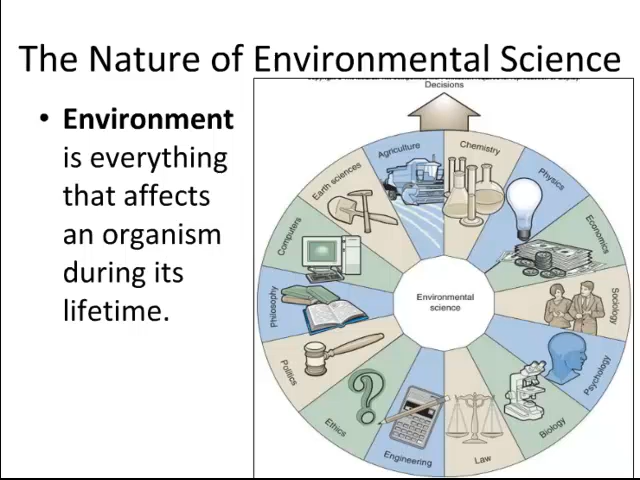 The Nature of Environmental Science
• Environment
is everything
that affects
an organism
during its
lifetime.
Decisions
Agriculture
Chemistry
Earth sciences
Physics
Computers
Economics
Philosophy
Environmental
science
Sociology
Politics
Psychology
Ethics
Biology
Engineering
Law